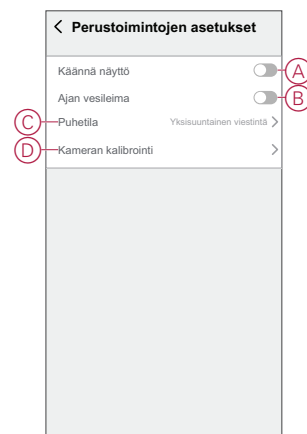 Perustoimintojen asetukset
Käännä näyttö A
Ajan vesileima B
C Puhetila Yksisuuntainen viestintä
D Kameran kalibrointi